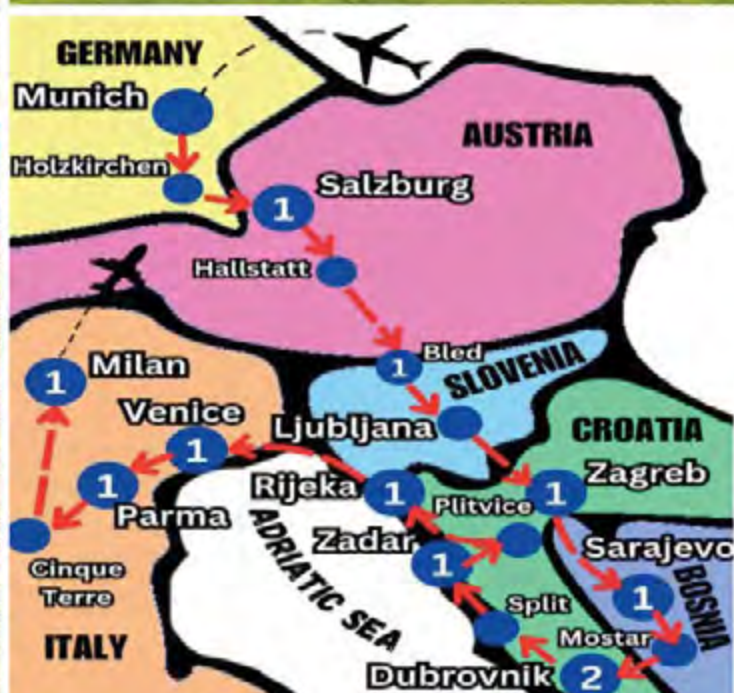 GERMANY
Munich
AUSTRIA
Holzkirchen
1
Salzburg
Hallstatt
1
Milan
1
Bled
SLOVENIA
Venice
1
Ljubljana
CROATIA
1
Parma
Rijeka
1
Plitvice
1
Zagreb
Zadar
1
Sarajevo
1
BOSNIA
Cinque
Terre
ADRIATIC SEA
Split
Mostar
ITALY
Dubrovnik
2